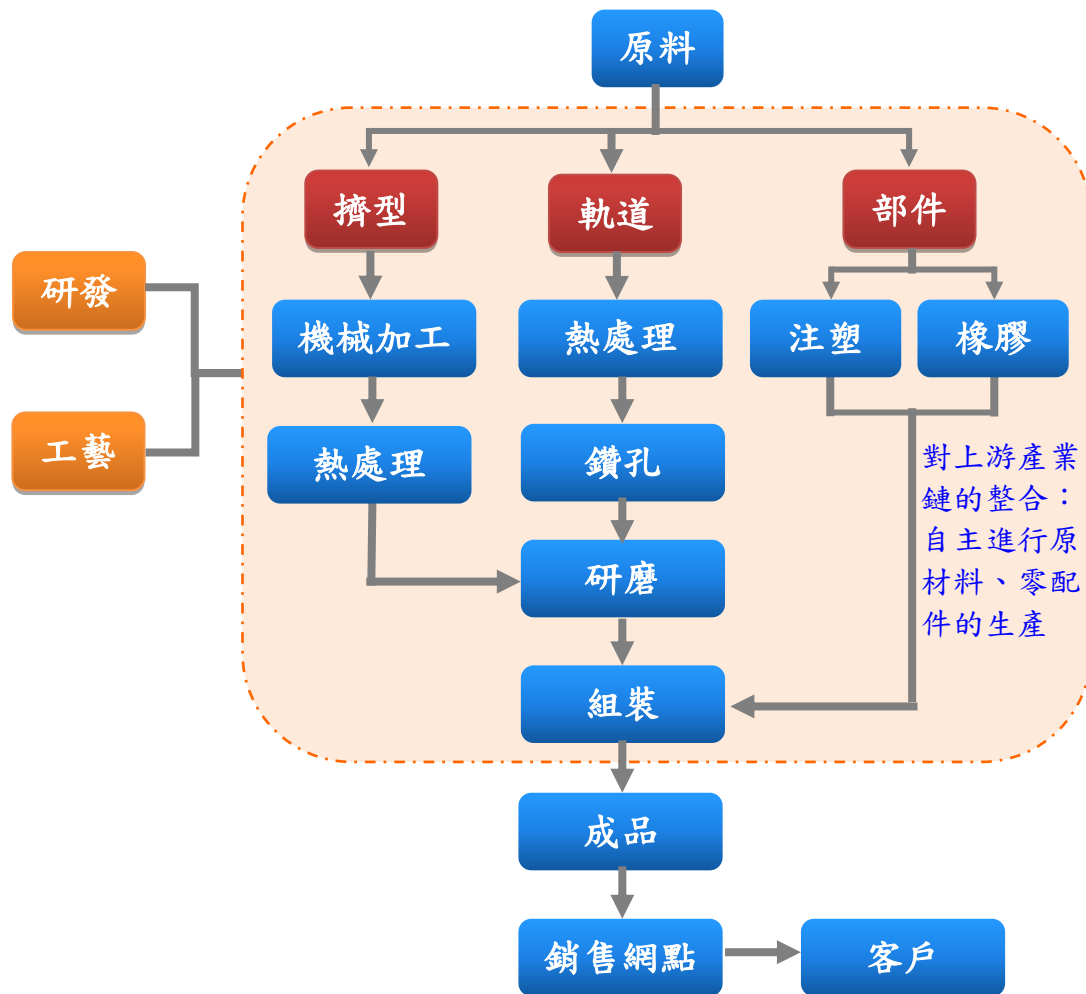 原料
擠型
軌道
部件
研發
機械加工
熱處理
注塑
橡膠
工藝
熱處理
鑽孔
對上游產業
鏈的整合：
自主進行原
材料、零配
件的生產
研磨
組裝
成品
銷售網點
客戶